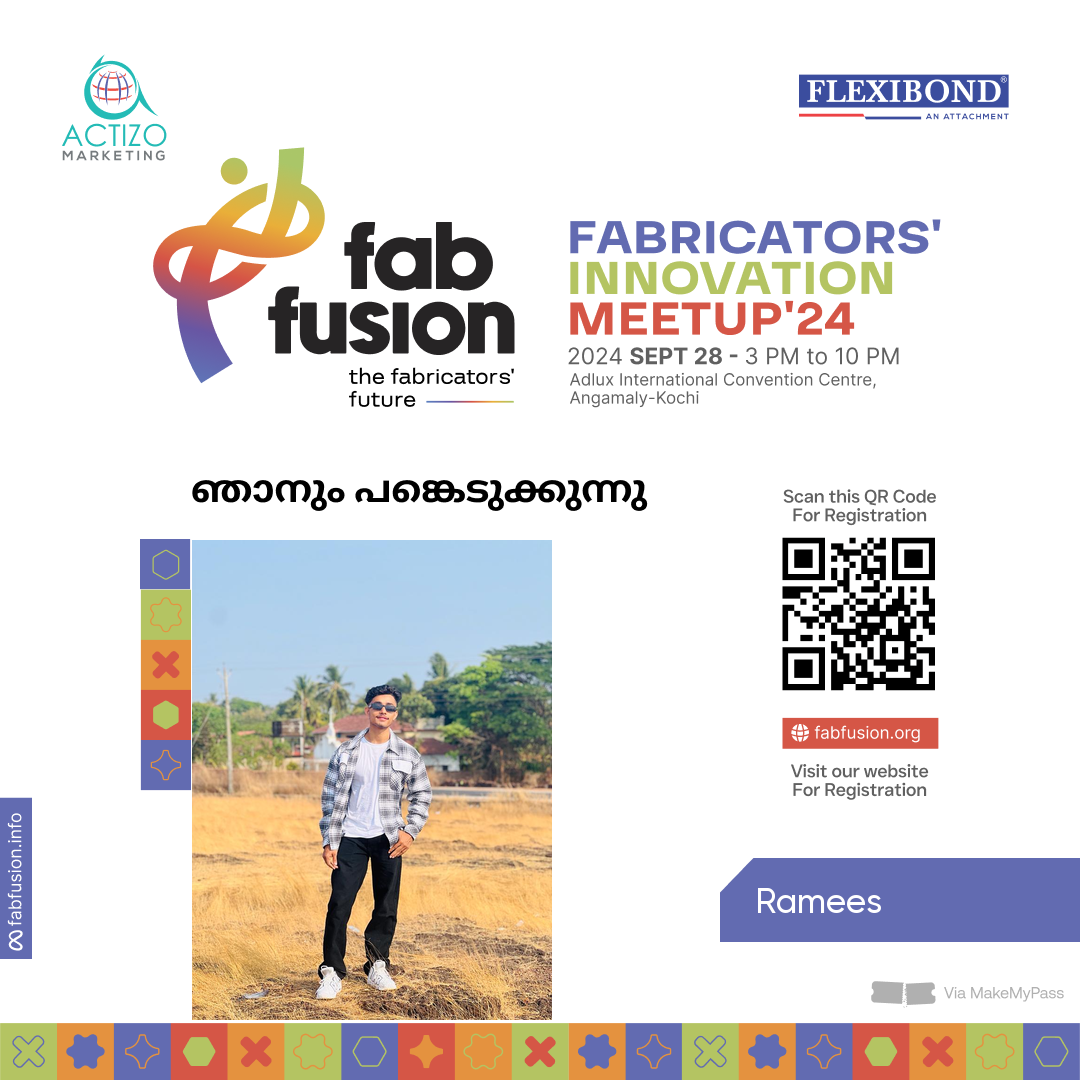 ACTIZO
MARKETING
FLEXIBOND®
AN ATTACHMENT
fab
fusion
the fabricators'
future
FABRICATORS'
INNOVATION
MEETUP'24
2024 SEPT 28 - 3 PM to 10 PM
Adlux International Convention Centre,
Angamaly-Kochi
ഞാനും പങ്കെടുക്കുന്നു
Scan this QR Code
For Registration
fabfusion.org
Visit our website
For Registration
fabfusion.info
Ramees
Via MakeMyPass